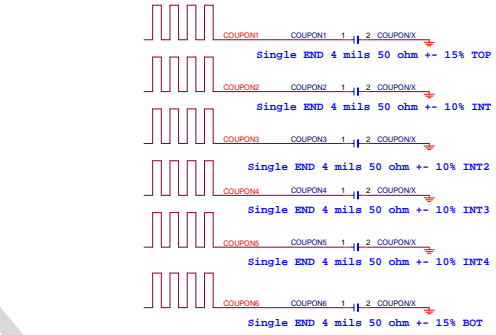 COUPON1 COUPON1 1 2 COUPON/X
Single END 4 mils 50 ohm +- 15% TOP
COUPON2 COUPON2 1 2 COUPON/X
Single END 4 mils 50 ohm +- 10% INT
COUPON3 COUPON3 1 2 COUPON/X
Single END 4 mils 50 ohm +- 10% INT2
COUPON4 COUPON4 1 2 COUPON/X
Single END 4 mils 50 ohm +- 10% INT3
COUPON5 COUPON5 1 2 COUPON/X
Single END 4 mils 50 ohm +- 10% INT4
COUPON6 COUPON6 1 2 COUPON/X
Single END 4 mils 50 ohm +- 15% BOT